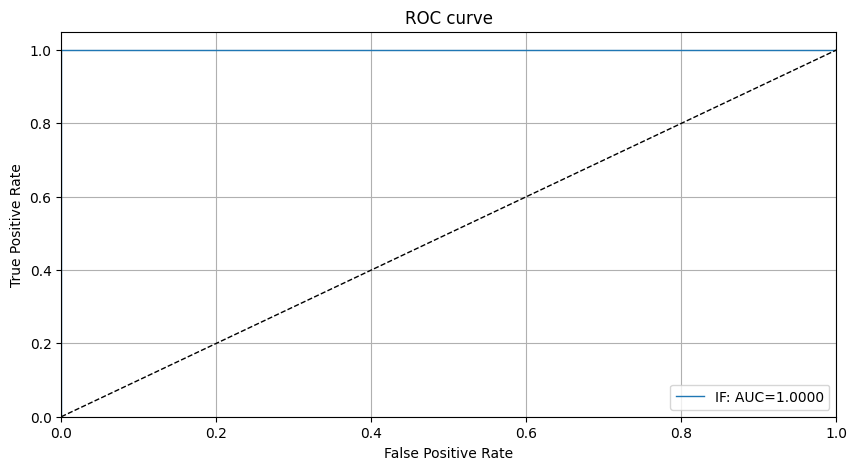 ROC curve
True Positive Rate
1.0
0.8
0.6
0.4
0.2
0.0
IF: AUC=1.0000
0.0 0.2 0.4 0.6 0.8 1.0
False Positive Rate